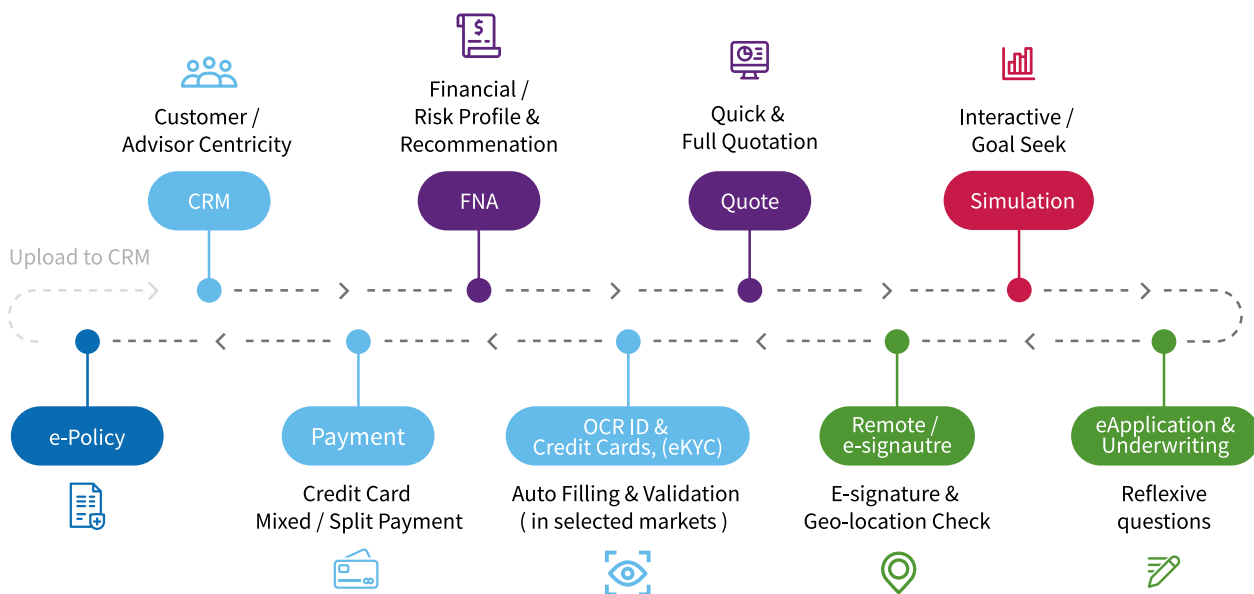 Customer /
Advisor Centricity
CRM
Financial /
Risk Profile &
Recommenation
FNA
Quick &
Full Quotation
Quote
Interactive /
Goal Seek
Simulation
Upload to CRM
e-Policy
Payment
Credit Card
Mixed / Split Payment
OCR ID &
Credit Cards, (eKYC)
Auto Filling & Validation
( in selected markets )
Remote /
e-signautre
E-signature &
Geo-location Check
eApplication &
Underwriting
Reflexive
questions